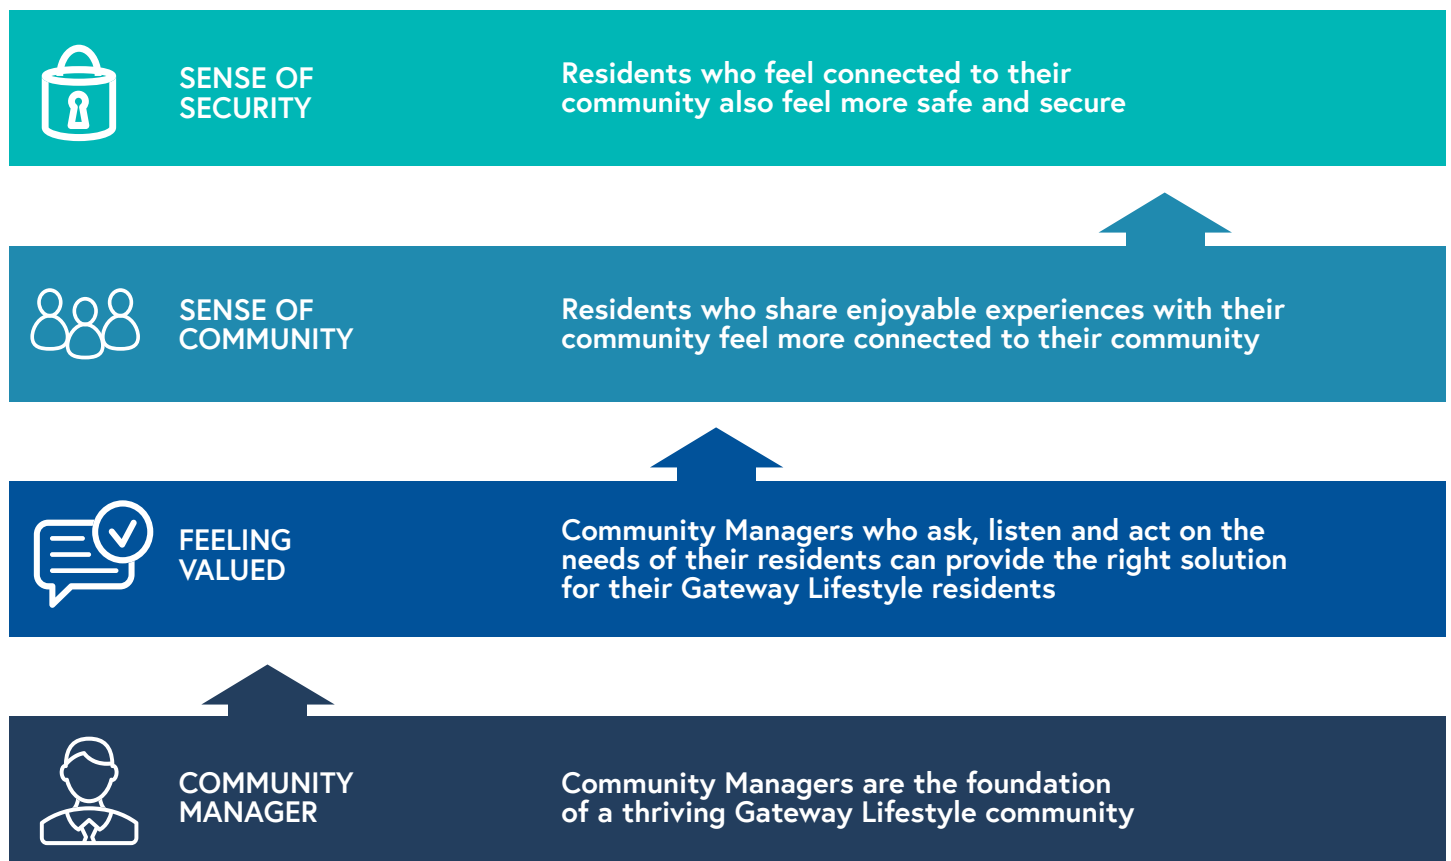 SENSE OF
SECURITY
Residents who feel connected to their
community also feel more safe and secure
SENSE OF
COMMUNITY
Residents who share enjoyable experiences with their
community feel more connected to their community
FEELING
VALUED
Community Managers who ask, listen and act on the
needs of their residents can provide the right solution
for their Gateway Lifestyle residents
COMMUNITY
MANAGER
Community Managers are the foundation
of a thriving Gateway Lifestyle community